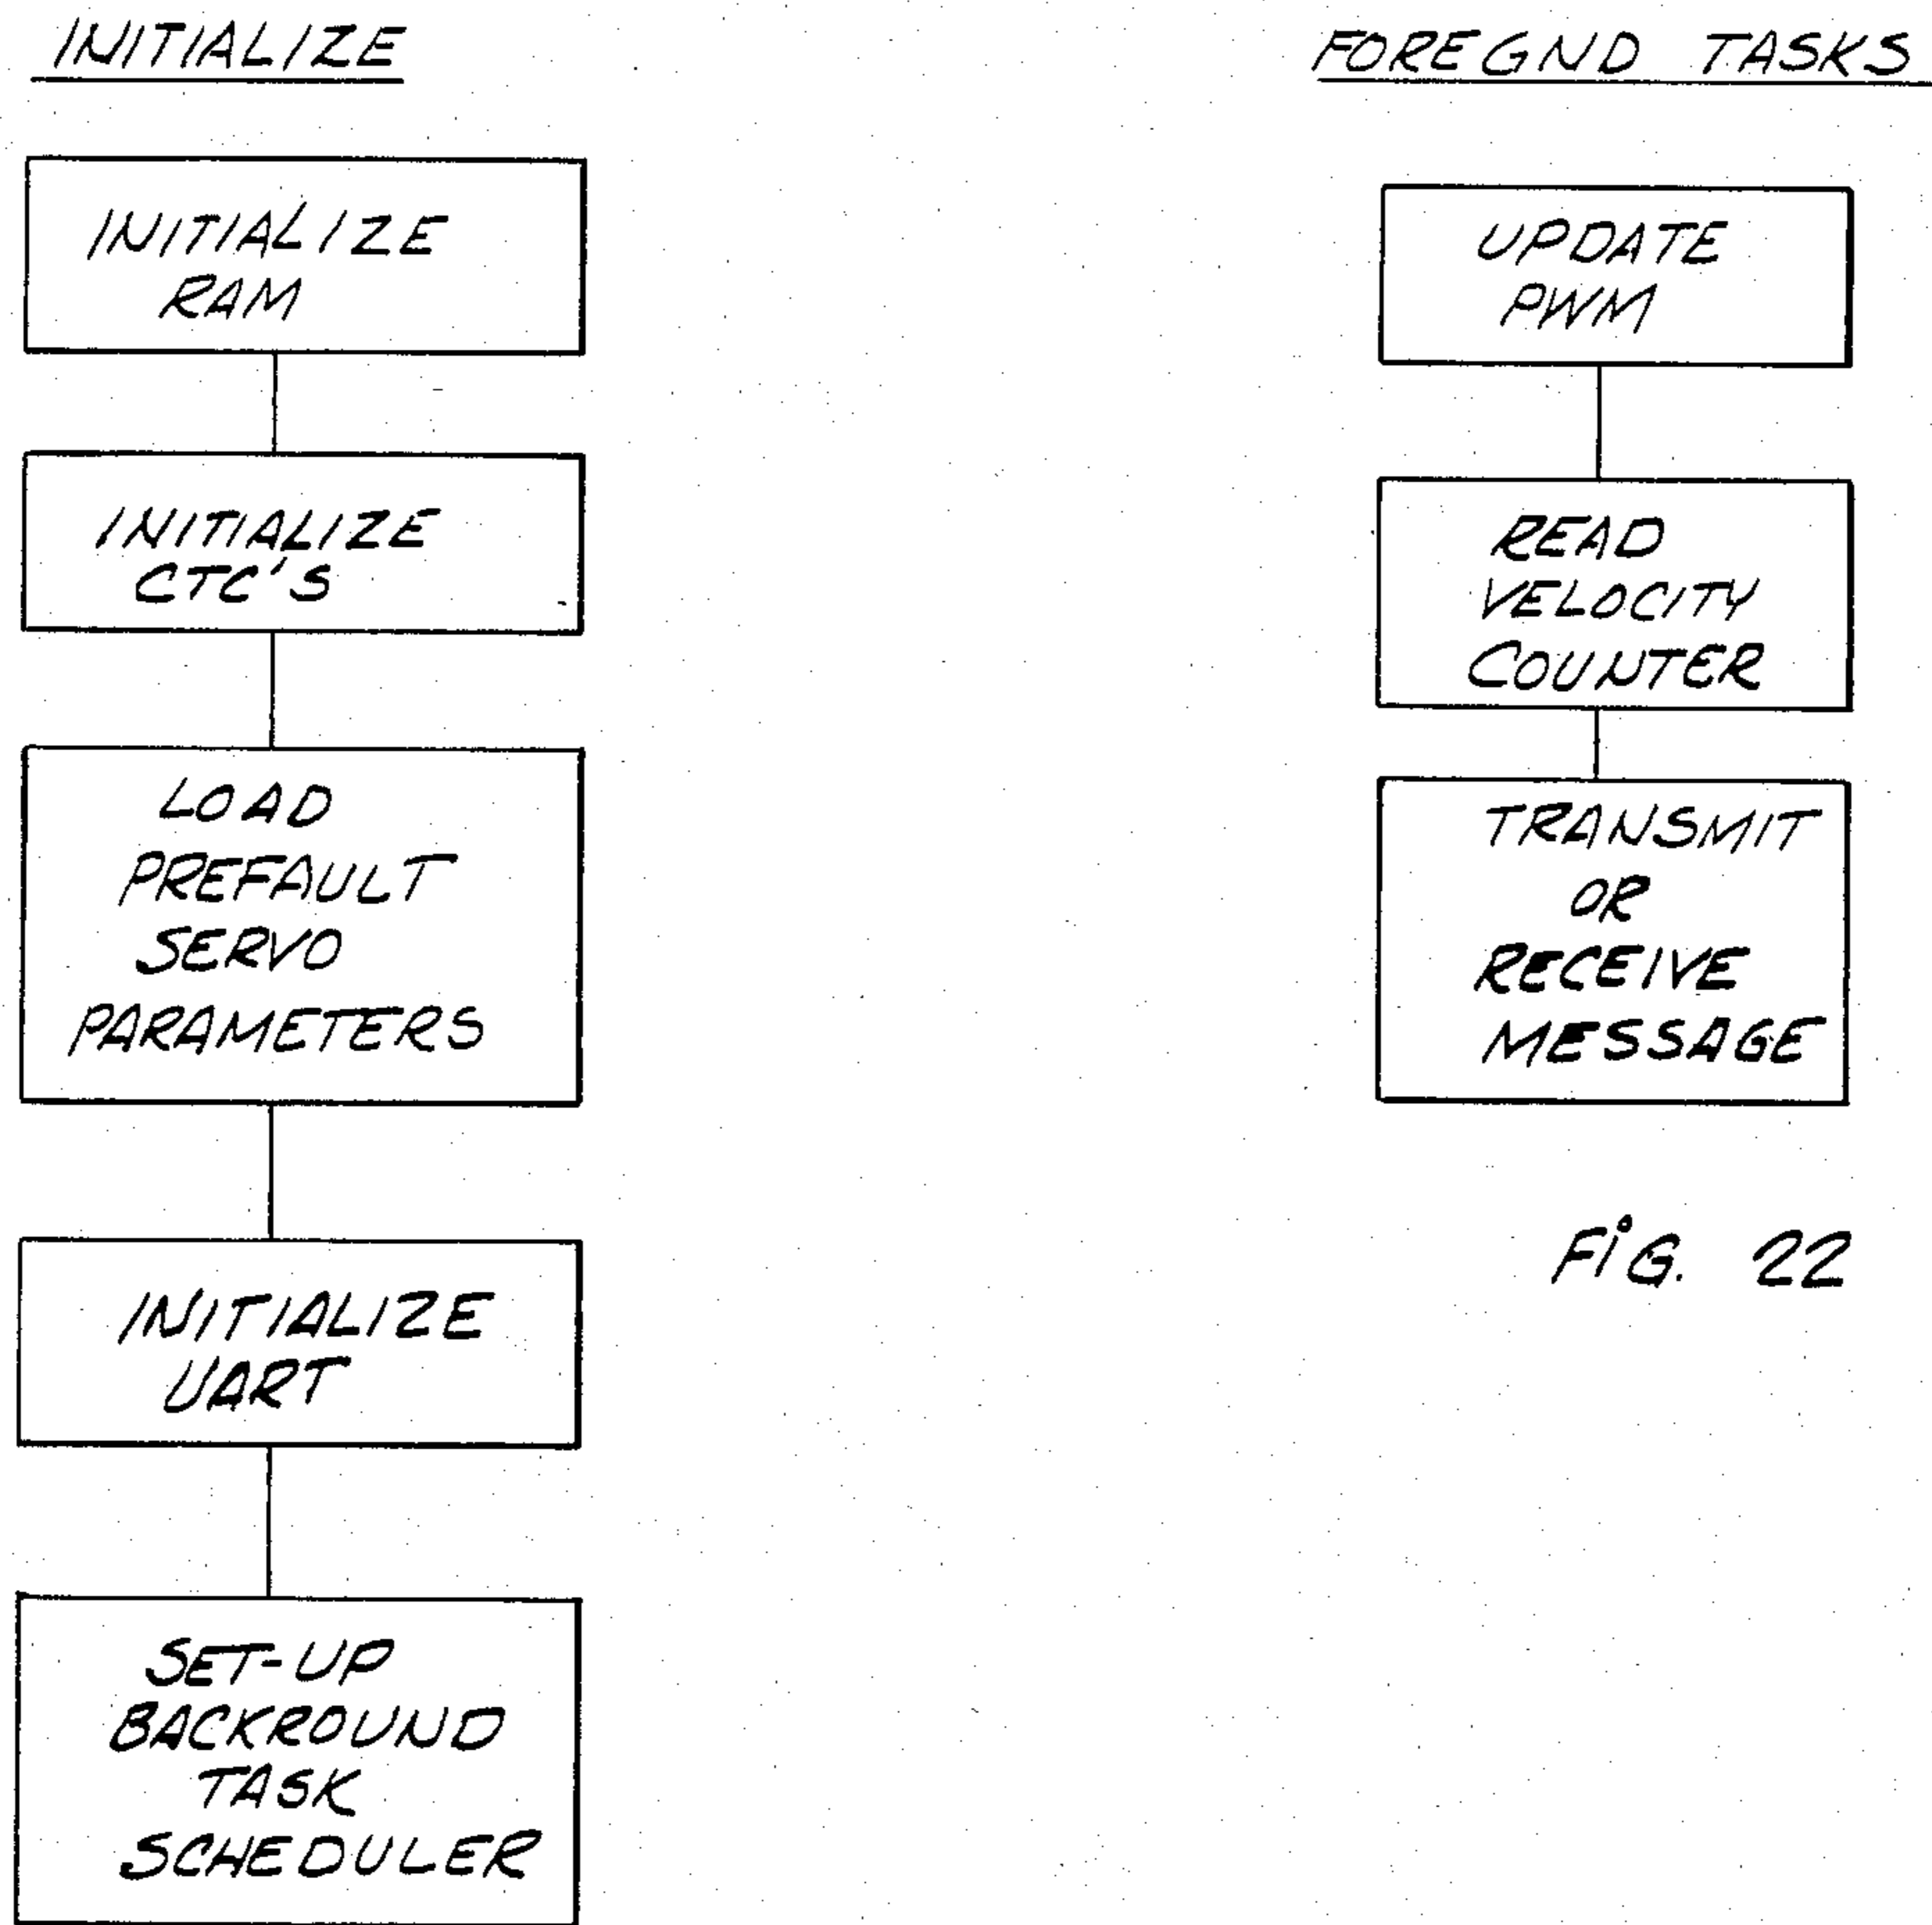 INITIALIZE
INITIALIZE
RAM
INITIALIZE
CTC'S
LOAD
PREFAULT
SERVO
PARAMETERS
INITIALIZE
UART
SET-UP
BACKROUND
TASK
SCHEDULER
FOREGND TASKS
UPDATE
PWM
READ
VELOCITY
COUNTER
TRANSMIT
OR
RECEIVE
MESSAGE
FIG. 22